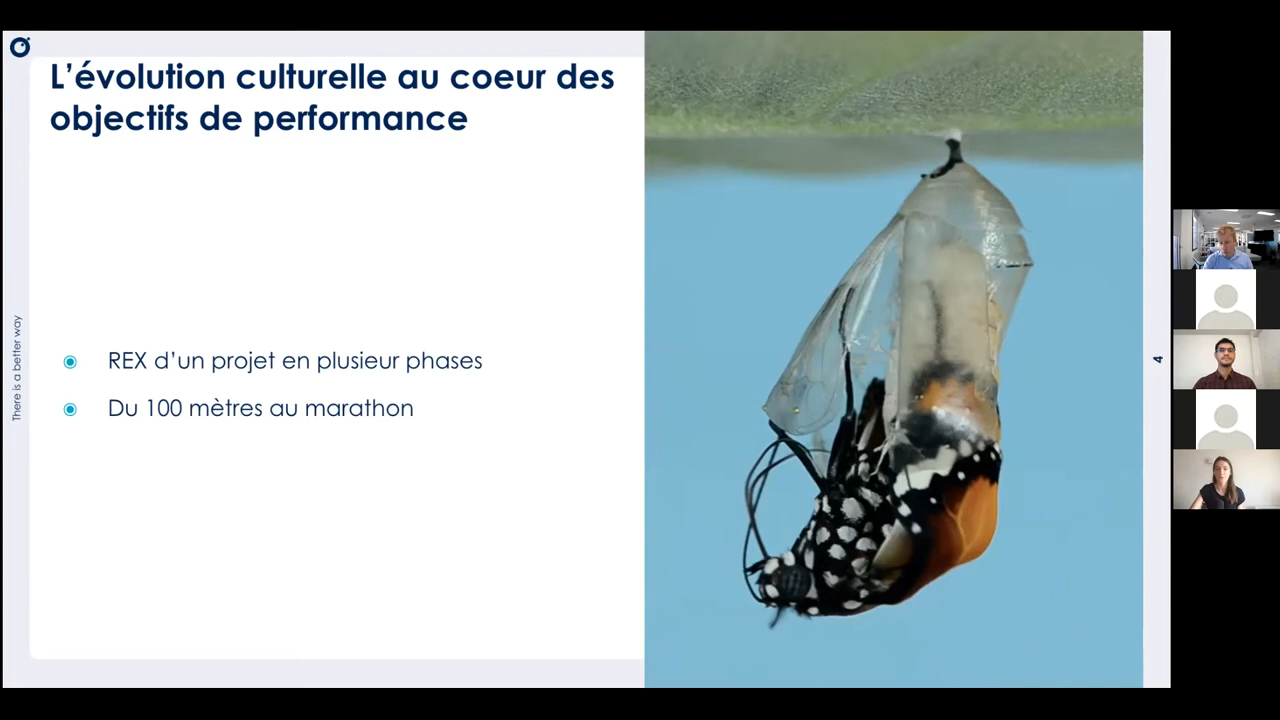 L’évolution culturelle au coeur des
objectifs de performance
REX d’un projet en plusieur phases
Du 100 mètres au marathon
There is a better way
4